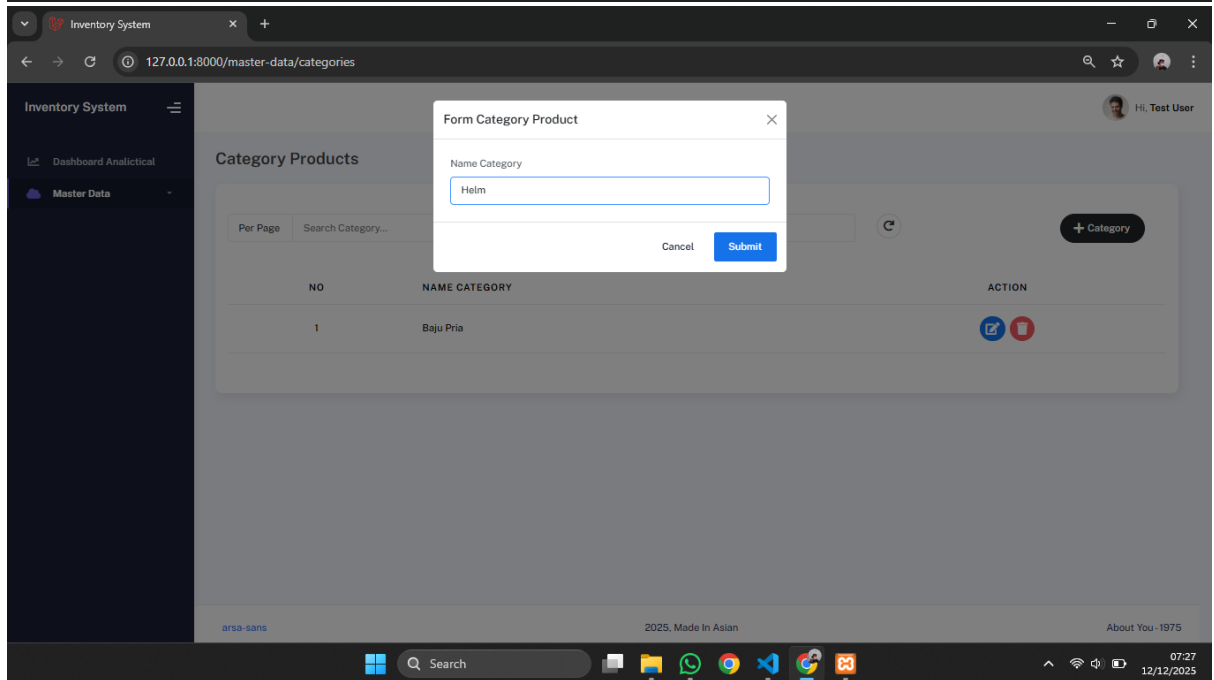 Inventory System
127.0.0.1:8000/master-data/categories
Inventory System
Hi, Test User
Form Category Product
Name Category
Helm
Cancel
Submit
Dashboard Analictical
Master Data
Category Products
Per Page
Search Category...
+ Category
NO
NAME CATEGORY
ACTION
1
Baju Pria
arsa-sans
2025, Made In Asian
About You-1975
Search
07:27
12/12/2025